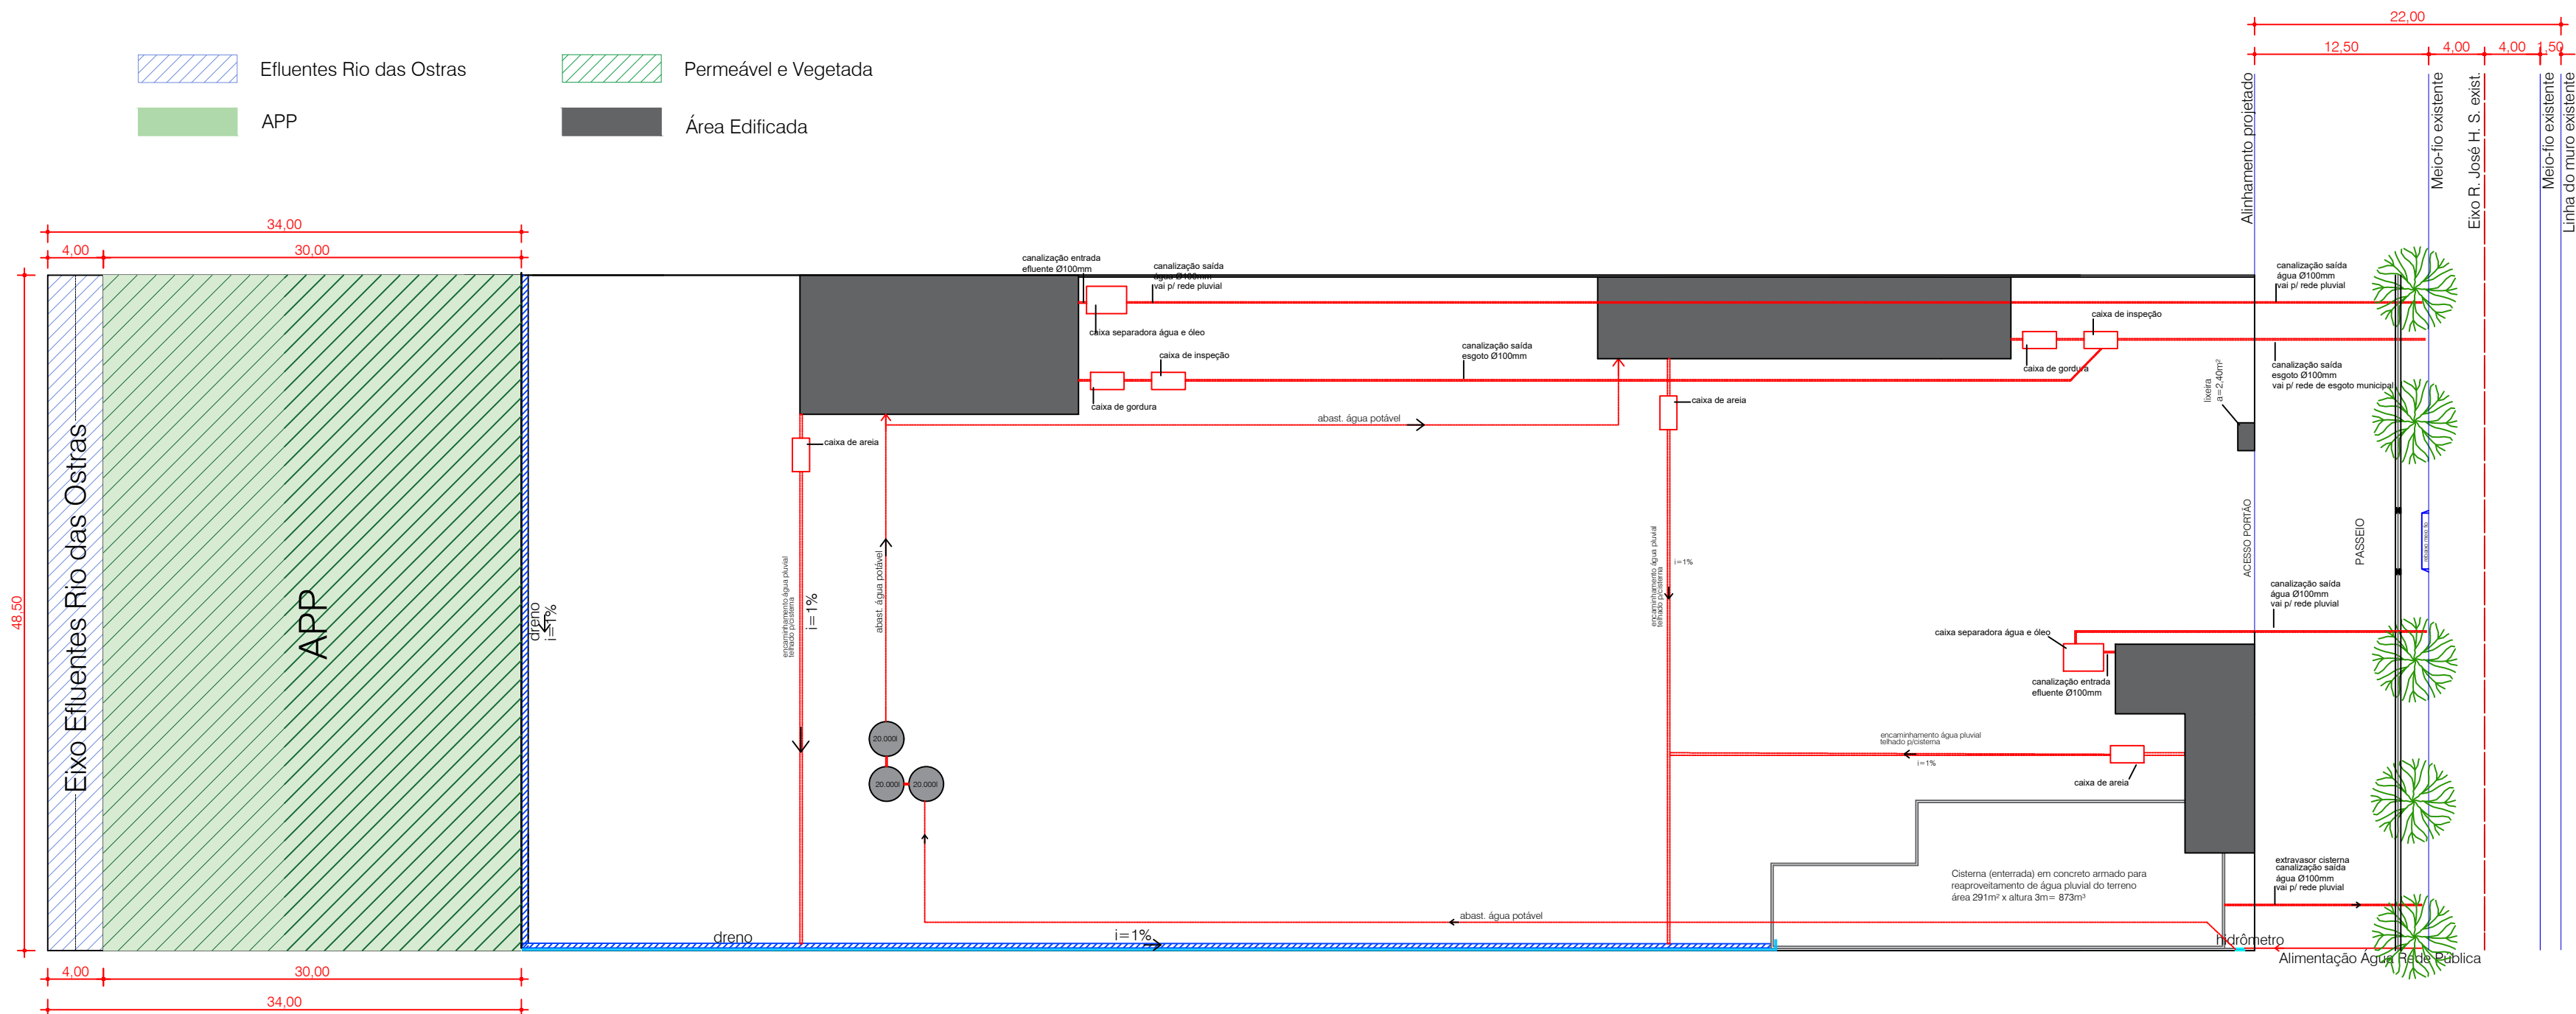 22,00
12,50
4,00
4,00
1,50
Efluentes Rio das Ostras
Permeável e Vegetada
APP
Área Edificada
Alinhamento projetado
Meio-fio existente
Eixo R. José H. S. exist.
Meio-fio existente
Linha do muro existente
34,00
4,00
30,00
48,50
Eixo Efluentes Rio das Ostras
APP
canalização entrada
efluente Ø100mm
canalização saída
água Ø100mm
vai p/ rede pluvial
caixa separadora água e óleo
caixa de inspeção
caixa de gordura
canalização saída
esgoto Ø100mm
canalização saída
água Ø100mm
vai p/ rede pluvial
caixa de inspeção
caixa de gordura
canalização saída
esgoto Ø100mm
vai p/ rede de esgoto municipal
lixeira
a=2,40m²
caixa de areia
abast. água potável
caixa de areia
dreno
i=1%
encaminhamento água pluvial
telhado p/cisterna
i=1%
abast. água potável
encaminhamento água pluvial
telhado p/cisterna
i=1%
ACESSO PORTÃO
PASSEIO
rebaixo meio fio
canalização saída
água Ø100mm
vai p/ rede pluvial
caixa separadora água e óleo
canalização entrada
efluente Ø100mm
20.000l
20.000l
20.000l
encaminhamento água pluvial
telhado p/cisterna
i=1%
caixa de areia
Cisterna (enterrada) em concreto armado para
reaproveitamento de água pluvial do terreno
área 291m² x altura 3m= 873m³
extravasor cisterna
canalização saída
água Ø100mm
vai p/ rede pluvial
abast. água potável
dreno
i=1%
hidrômetro
Alimentação Água Rede Pública
4,00
30,00
34,00